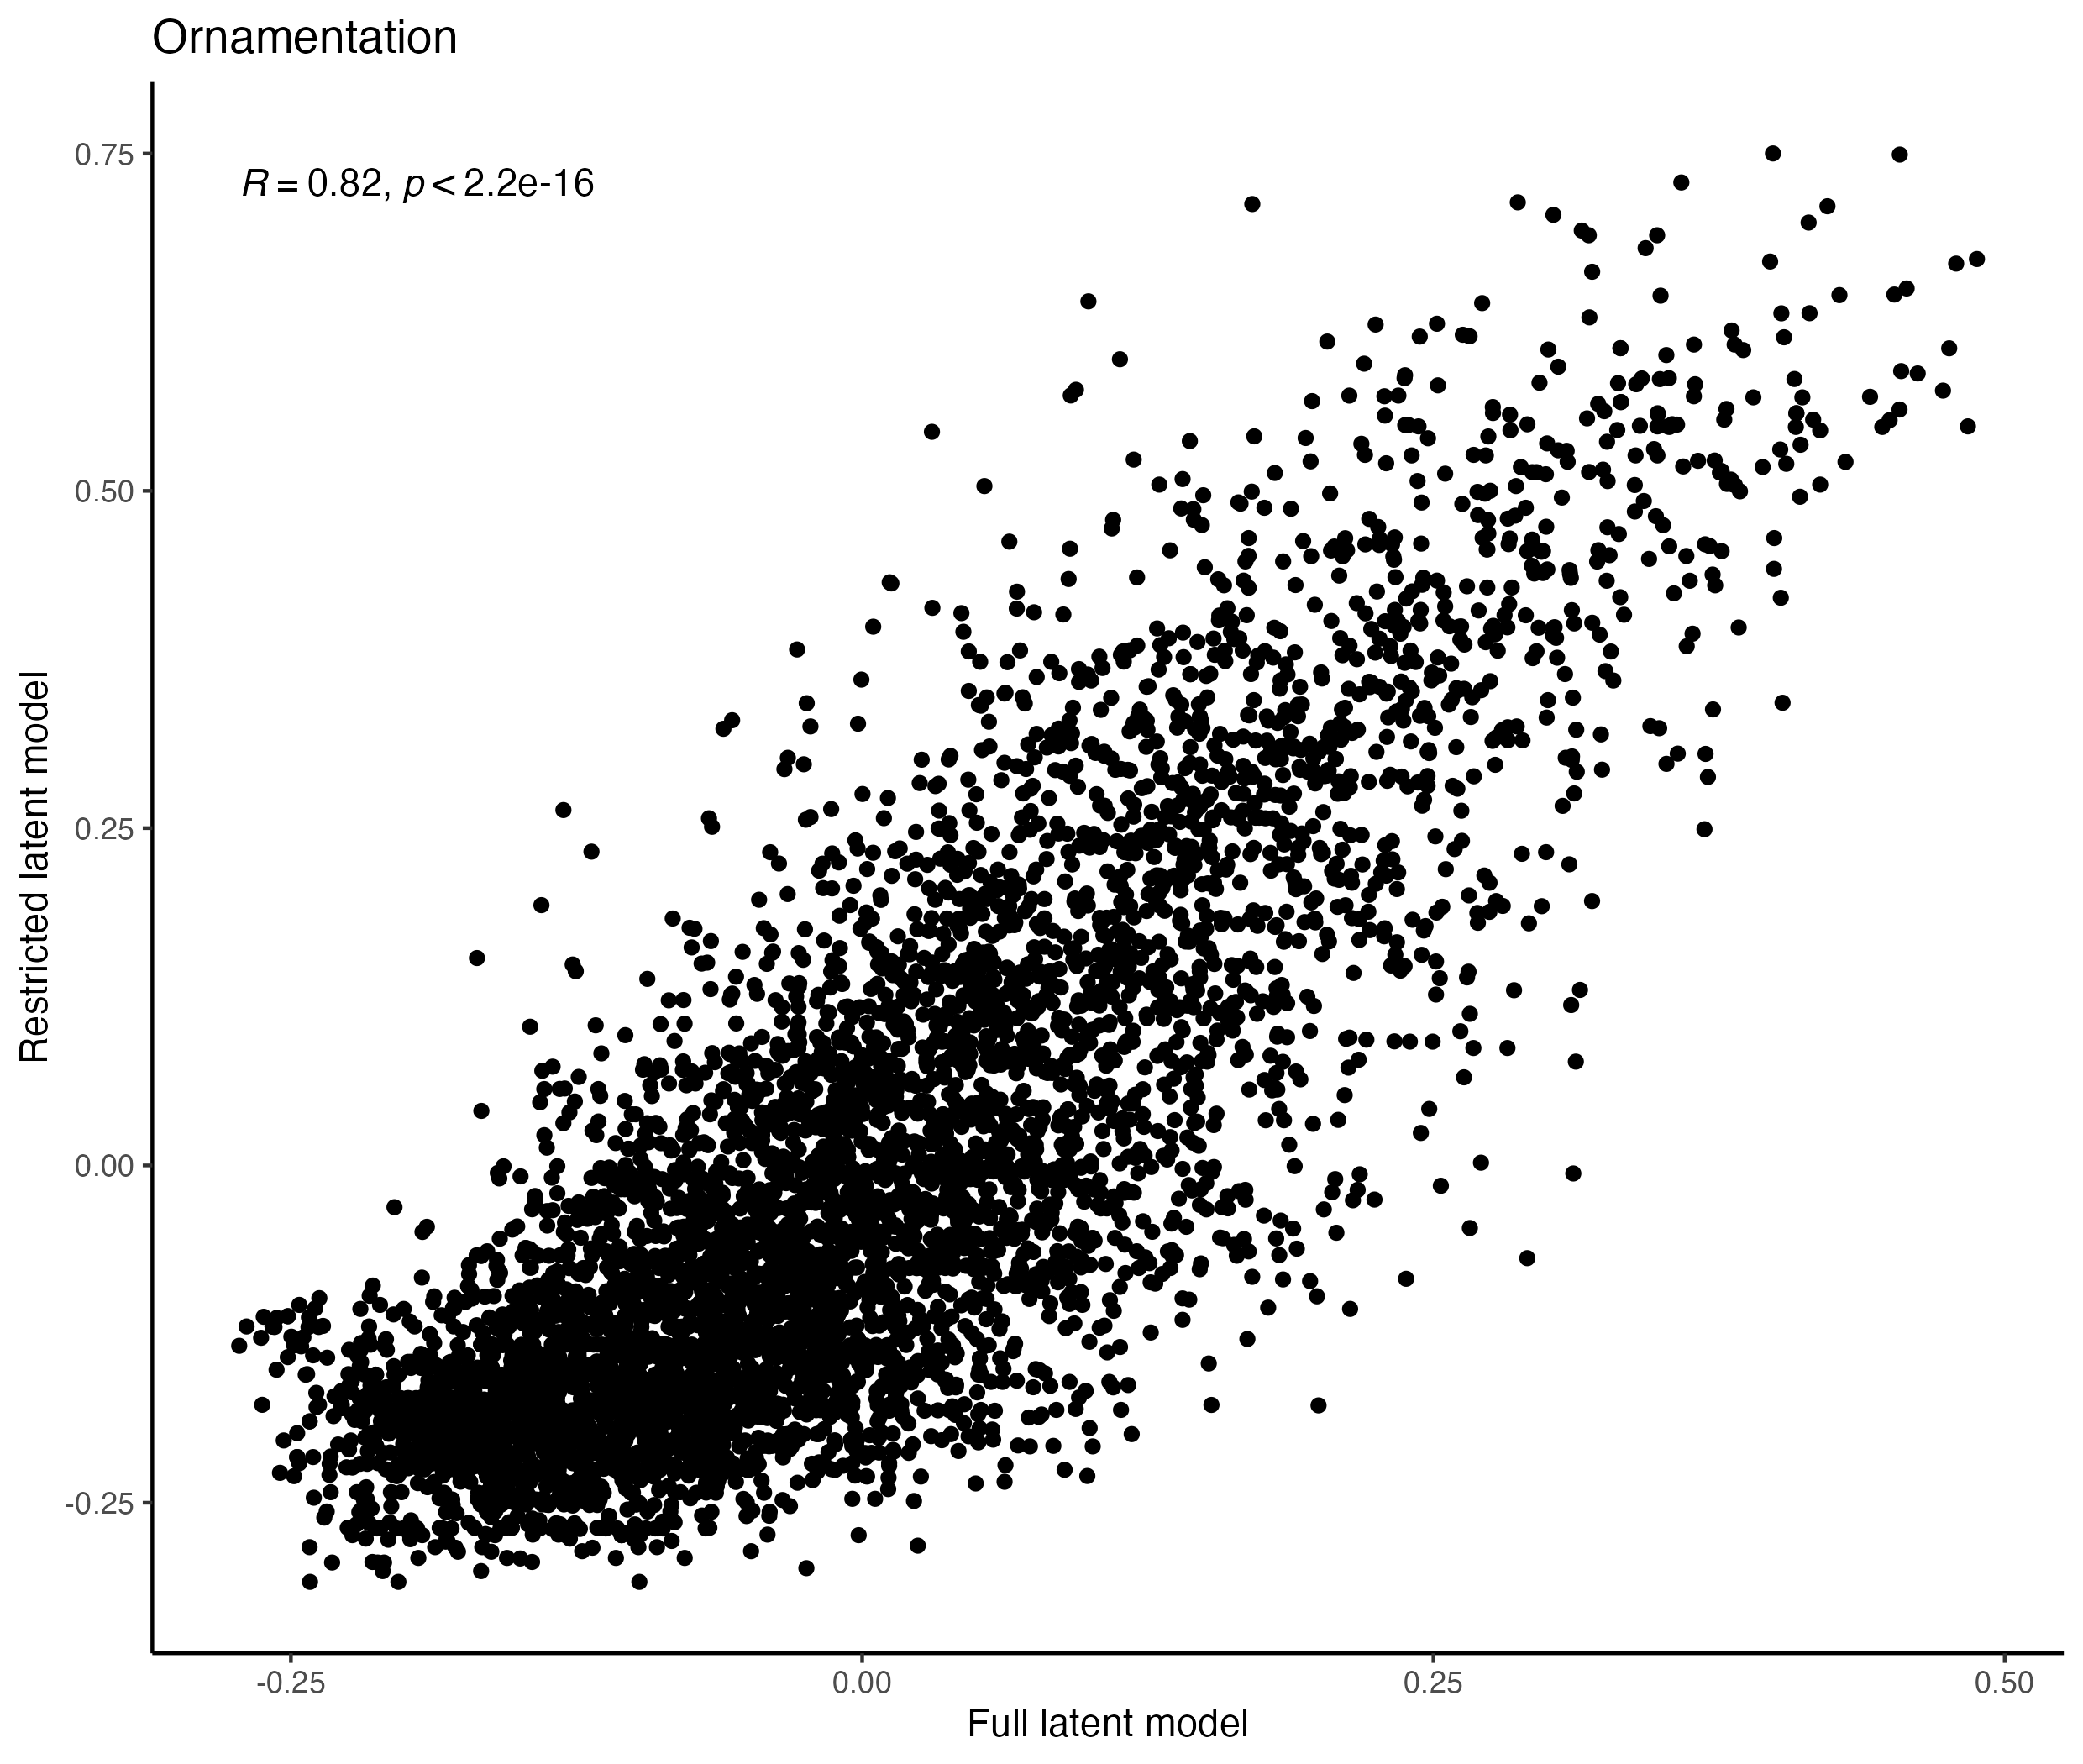 Ornamentation
R = 0.82, p < 2.2e-16
0.75
0.50
0.25
0.00
-0.25
Restricted latent model
-0.25
0.00
0.25
0.50
Full latent model